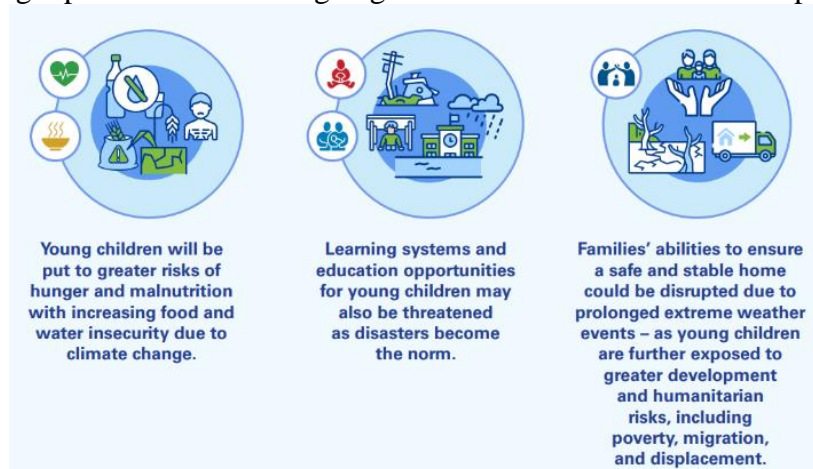 Young children will be
put to greater risks of
hunger and malnutrition
with increasing food and
water insecurity due to
climate change.
Learning systems and
education opportunities
for young children may
also be threatened
as disasters become
the norm.
Families’ abilities to ensure
a safe and stable home
could be disrupted due to
prolonged extreme weather
events – as young children
are further exposed to
greater development
and humanitarian
risks, including
poverty, migration,
and displacement.